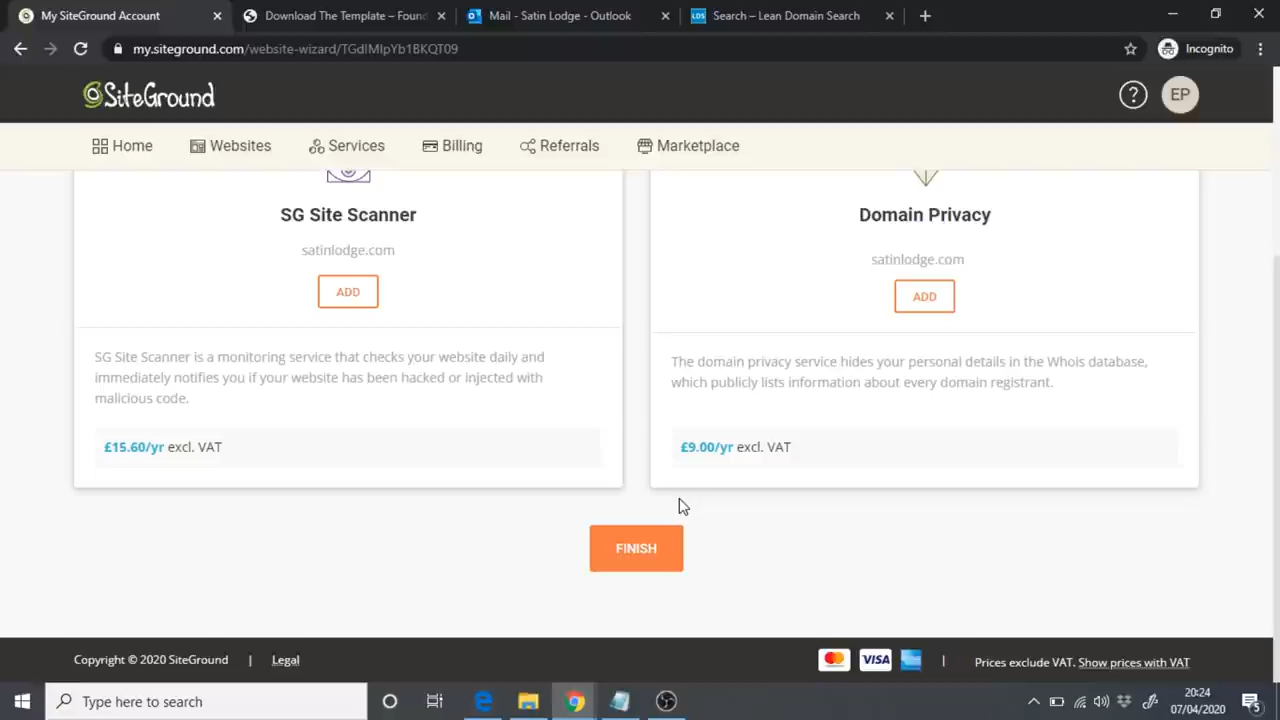 My SiteGround Account
Download The Template – Found
Mail - Satin Lodge - Outlook
LDS
Search – Lean Domain Search
my.siteground.com/website-wizard/TGdIMIpYb1BKQT09
Incognito
SiteGround
?
EP
Home
Websites
Services
Billing
Referrals
Marketplace
SG Site Scanner
satinlodge.com
ADD
SG Site Scanner is a monitoring service that checks your website daily and
immediately notifies you if your website has been hacked or injected with
malicious code.
£15.60/yr excl. VAT
Domain Privacy
satinlodge.com
ADD
The domain privacy service hides your personal details in the Whois database,
which publicly lists information about every domain registrant.
£9.00/yr excl. VAT
FINISH
Copyright © 2020 SiteGround | Legal
VISA
| Prices exclude VAT. Show prices with VAT
Type here to search
20:24
07/04/2020
5